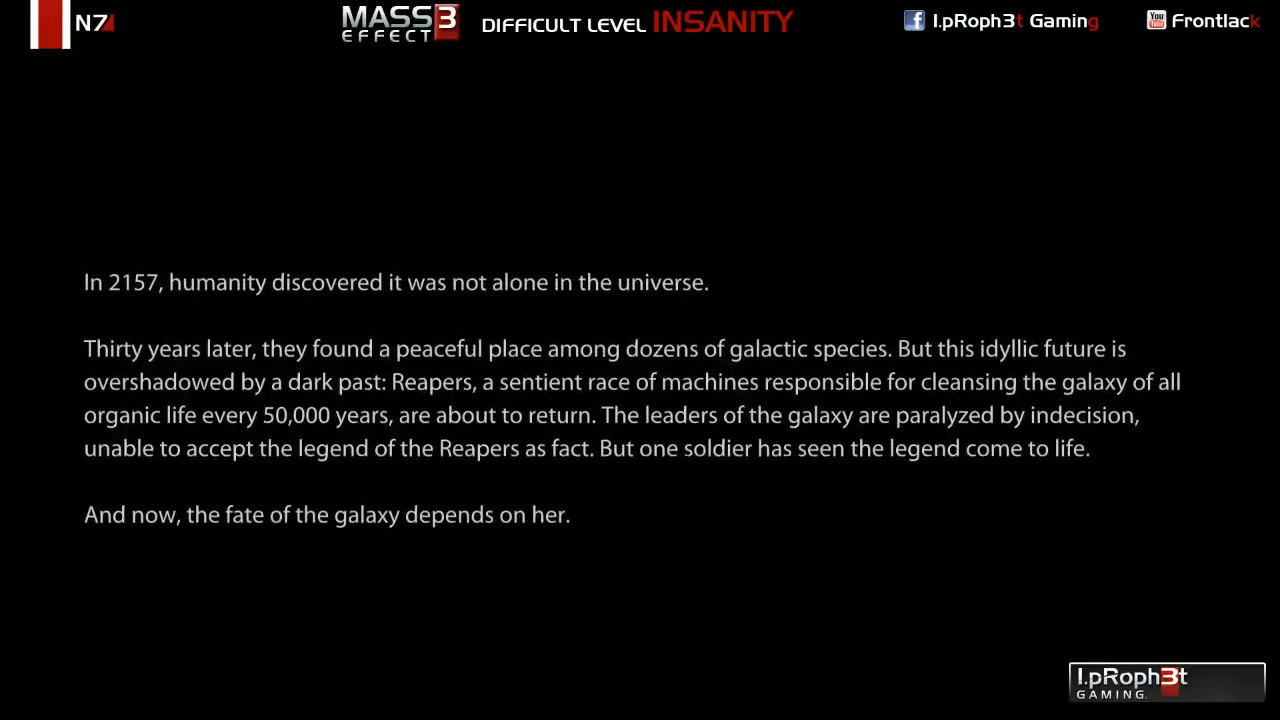 N7
MASS EFFECT 3
DIFFICULT LEVEL INSANITY
I.pRoph3t Gaming
You Tube
Frontlack
In 2157, humanity discovered it was not alone in the universe.
Thirty years later, they found a peaceful place among dozens of galactic species. But this idyllic future is
overshadowed by a dark past: Reapers, a sentient race of machines responsible for cleansing the galaxy of all
organic life every 50,000 years, are about to return. The leaders of the galaxy are paralyzed by indecision,
unable to accept the legend of the Reapers as fact. But one soldier has seen the legend come to life.
And now, the fate of the galaxy depends on her.
I.pRoph3t
GAMING.